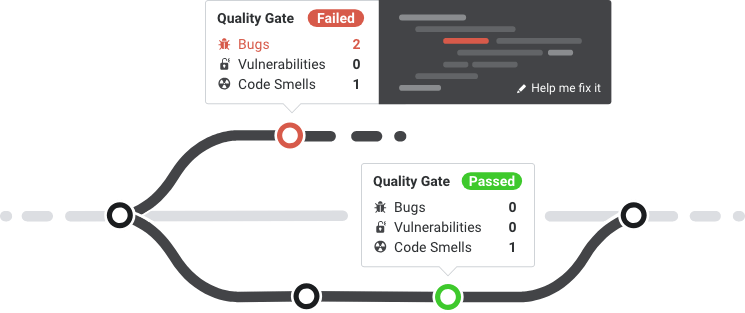 Quality Gate Failed
Bugs 2
Vulnerabilities 0
Code Smells 1
Help me fix it
Quality Gate Passed
Bugs 0
Vulnerabilities 0
Code Smells 1